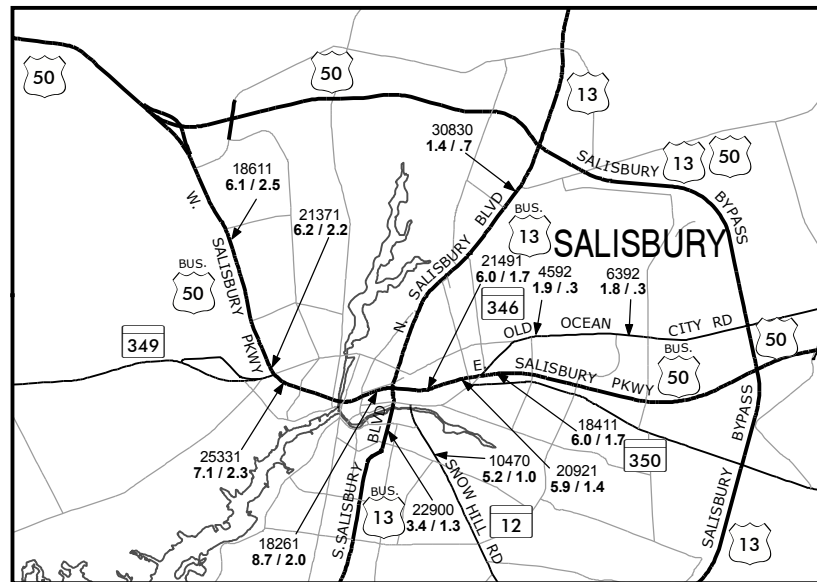 50
50
13
30830
1.4 / .7
SALISBURY
13
50
BYPASS
18611
6.1 / 2.5
W. SALISBURY PKWY
21371
6.2 / 2.2
BUS.
50
N. SALISBURY BLVD
BUS.
13
SALISBURY
21491
6.0 / 1.7
4592
1.9 / .3
6392
1.8 / .3
346
OLD OCEAN CITY RD
349
BUS.
50
50
E. SALISBURY PKWY
25331
7.1 / 2.3
18261
8.7 / 2.0
S. SALISBURY BLVD
BUS.
13
22900
3.4 / 1.3
10470
5.2 / 1.0
SNOW HILL RD
12
20921
5.9 / 1.4
18411
6.0 / 1.7
350
SALISBURY BYPASS
13